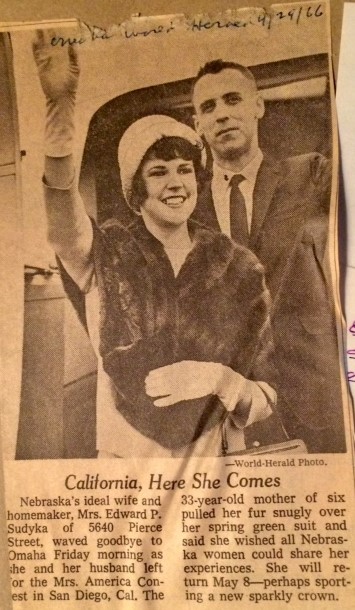 Omaha World Herald 4/29/66
—World-Herald Photo.
California, Here She Comes
Nebraska's ideal wife and
homemaker, Mrs. Edward P.
Sudyka of 5640 Pierce
Street, waved goodbye to
Omaha Friday morning as
she and her husband left
for the Mrs. America Con-
test in San Diego, Cal. The
33-year-old mother of six
pulled her fur snugly over
her spring green suit and
said she wished all Nebras-
ka women could share her
experiences. She will re-
turn May 8—perhaps sport-
ing a new sparkly crown.